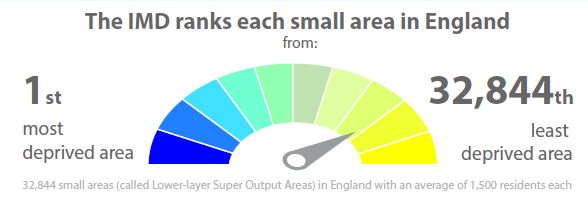 The IMD ranks each small area in England
from:
1st
32,844th
most
deprived area
least
deprived area
32,844 small areas (called Lower-layer Super Output Areas) in England with an average of 1,500 residents each